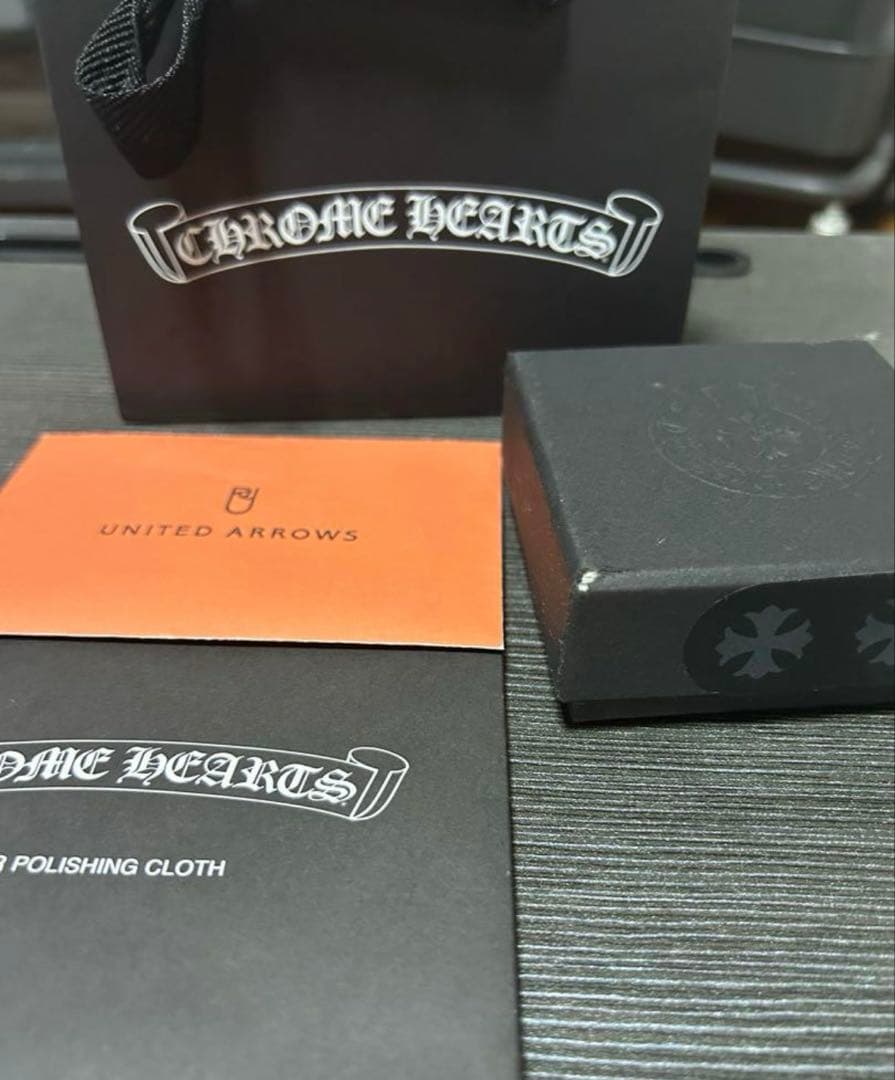 CHROME HEARTS
UNITED ARROWS
OME HEARTS
R POLISHING CLOTH